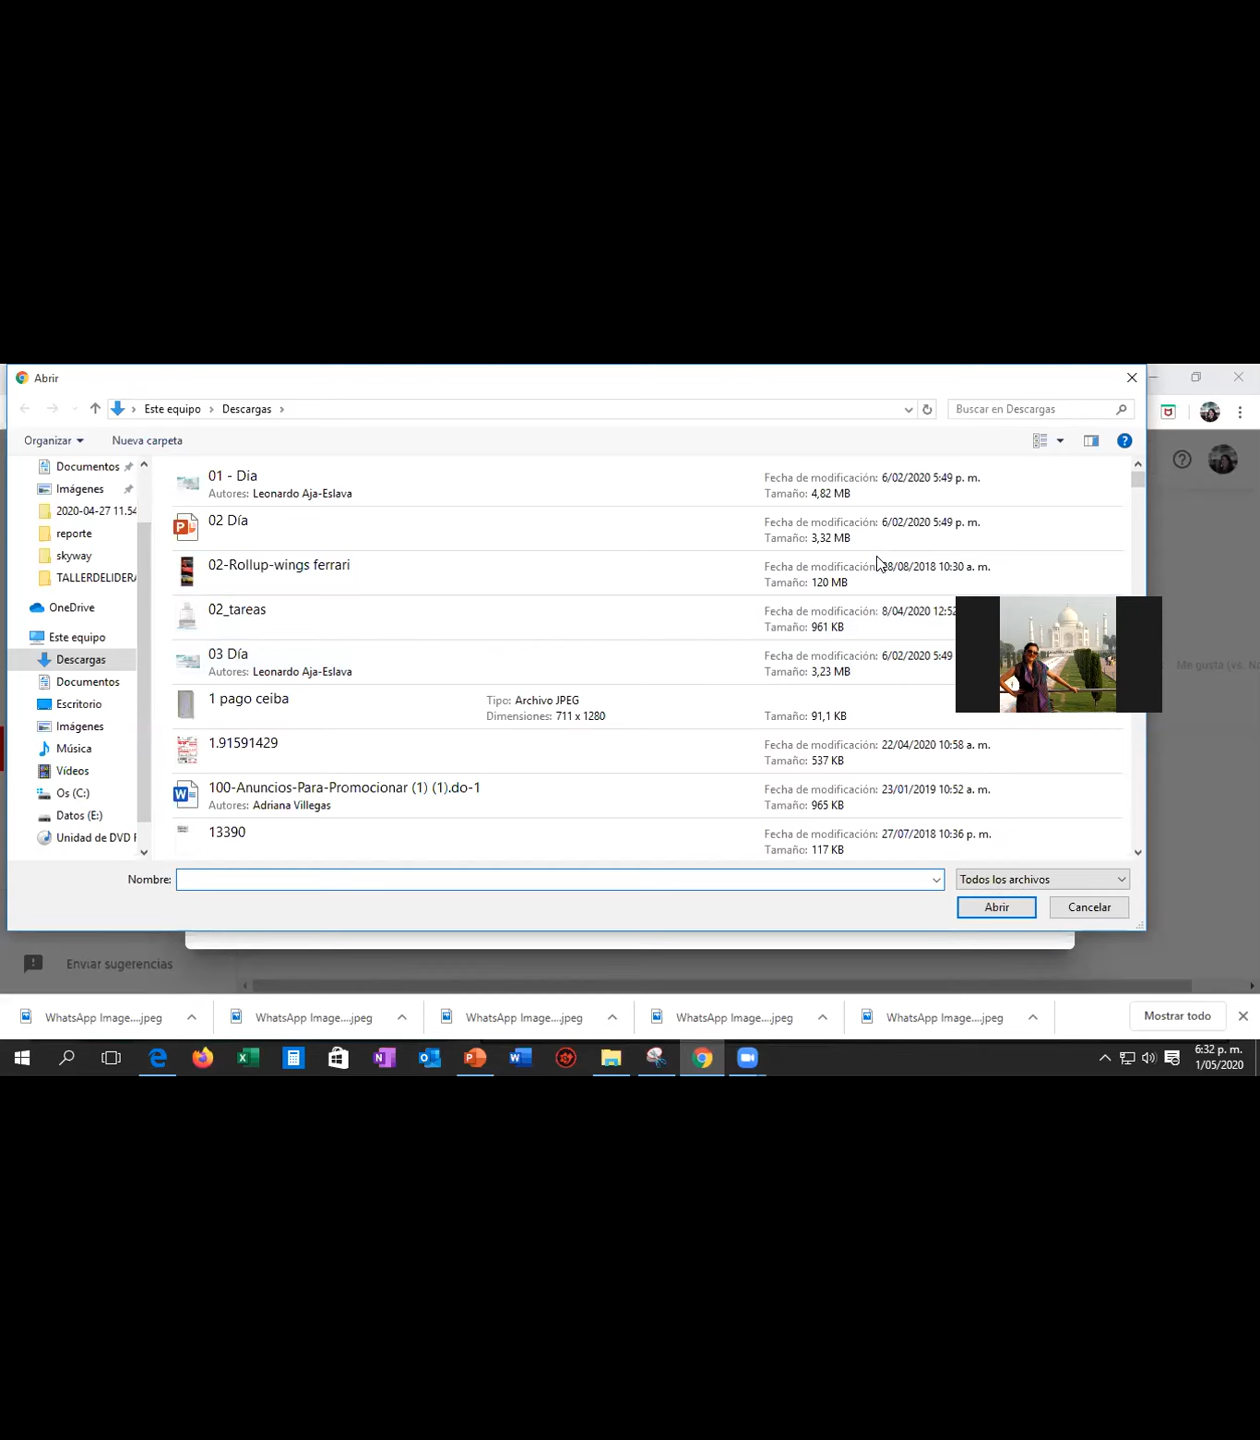 Abrir
Este equipo > Descargas >
Buscar en Descargas
Organizar
Nueva carpeta
Documentos
Imágenes
2020-04-27 11.54
reporte
skyway
TALLERDELIDERA
OneDrive
Este equipo
Descargas
Documentos
Escritorio
Imágenes
Música
Vídeos
Os (C:)
Datos (E:)
Unidad de DVD F
01 - Dia
Autores: Leonardo Aja-Eslava
Fecha de modificación: 6/02/2020 5:49 p. m.
Tamaño: 4,82 MB
02 Día
Fecha de modificación: 6/02/2020 5:49 p. m.
Tamaño: 3,32 MB
02-Rollup-wings ferrari
Fecha de modificación: 8/08/2018 10:30 a. m.
Tamaño: 120 MB
02_tareas
Fecha de modificación: 8/04/2020 12:52
Tamaño: 961 KB
03 Día
Autores: Leonardo Aja-Eslava
Fecha de modificación: 6/02/2020 5:49
Tamaño: 3,23 MB
1 pago ceiba
Tipo: Archivo JPEG
Dimensiones: 711 x 1280
Tamaño: 91,1 KB
1.91591429
Fecha de modificación: 22/04/2020 10:58 a. m.
Tamaño: 537 KB
100-Anuncios-Para-Promocionar (1) (1).do-1
Autores: Adriana Villegas
Fecha de modificación: 23/01/2019 10:52 a. m.
Tamaño: 965 KB
13390
Fecha de modificación: 27/07/2018 10:36 p. m.
Tamaño: 117 KB
Nombre:
Todos los archivos
Abrir
Cancelar
Me gusta (vs. No
Enviar sugerencias
WhatsApp Image....jpeg
WhatsApp Image....jpeg
WhatsApp Image....jpeg
WhatsApp Image....jpeg
WhatsApp Image....jpeg
Mostrar todo
6:32 p. m.
1/05/2020